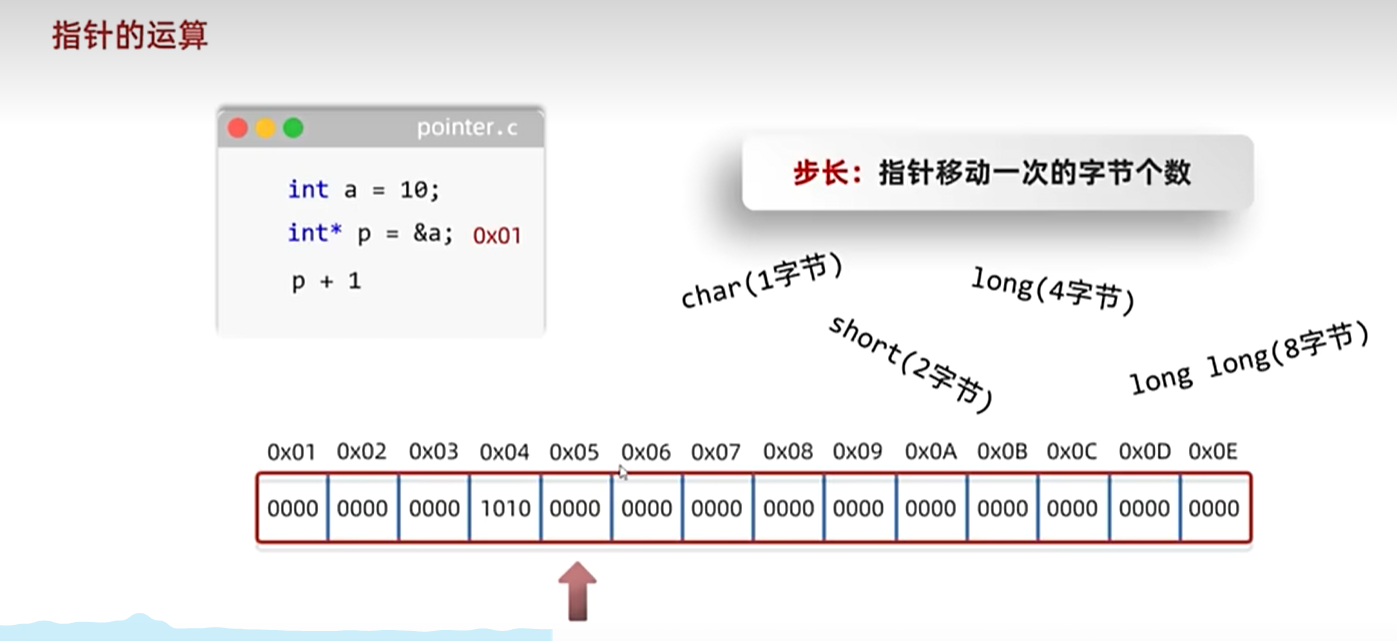 指针的运算
pointer.c
int a = 10;
int* p = &a; 0x01
p + 1
步长：指针移动一次的字节个数
char(1字节)
long(4字节)
short(2字节)
long long(8字节)
0x01 0x02 0x03 0x04 0x05 0x06 0x07 0x08 0x09 0x0A 0x0B 0x0C 0x0D 0x0E
0000 0000 0000 1010 0000 0000 0000 0000 0000 0000 0000 0000 0000 0000